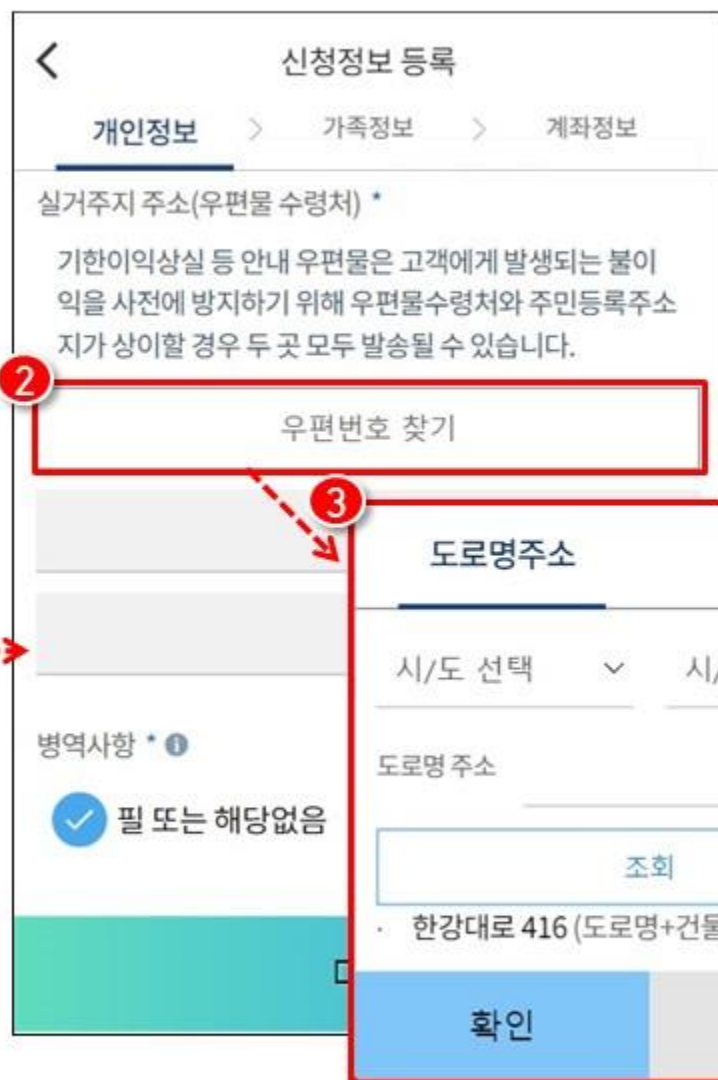 신청정보 등록
개인정보 > 가족정보 > 계좌정보
실거주지 주소(우편물 수령처) *
기한이익상실 등 안내 우편물은 고객에게 발생되는 불이
익을 사전에 방지하기 위해 우편물수령처와 주민등록주소
지가 상이할 경우 두 곳 모두 발송될 수 있습니다.
2
우편번호 찾기
3
도로명주소
시/도 선택 시/
도로명 주소
조회
· 한강대로 416 (도로명+건물
확인
병역사항 *
필 또는 해당없음